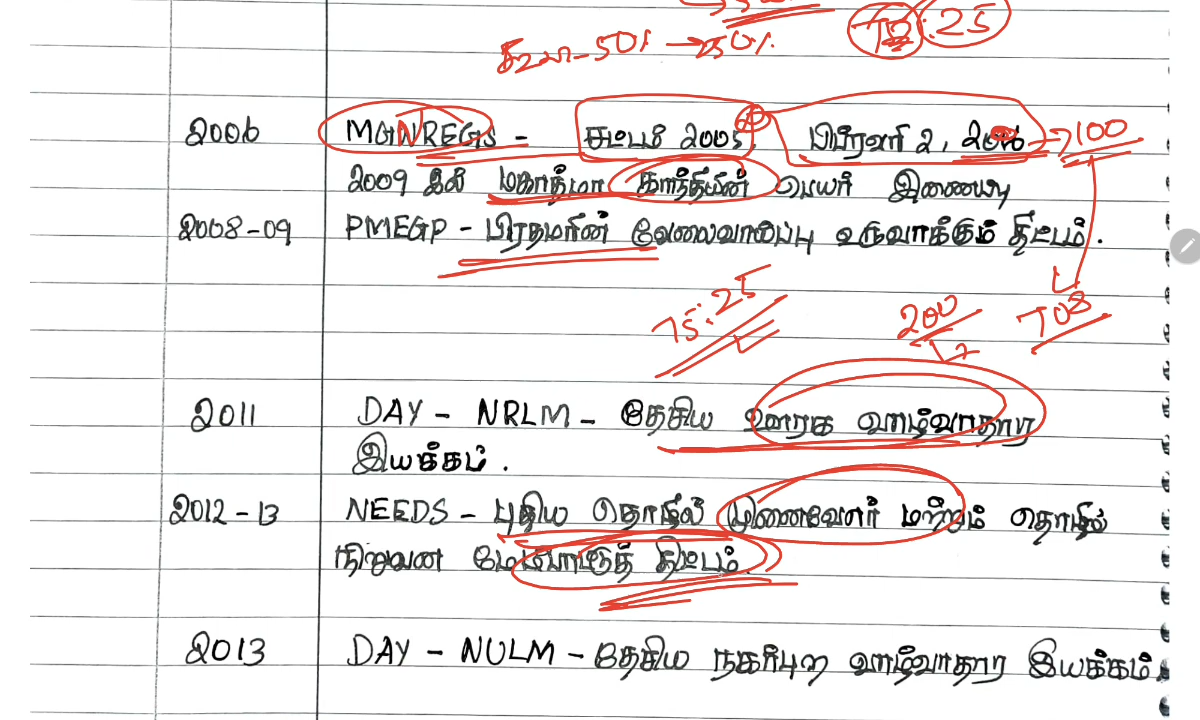 75 : 25
50% → 50%
2006 MGNREGS - சட்டம் 2005. பிப்ரவரி 2, 2006 → 100
2009 இல் மகாத்மா காந்தியின் பெயர் இணைப்பு
2008-09 PMEGP - பிரதமரின் வேலைவாய்ப்பு உருவாக்கும் திட்டம்.
75:25 200 708
2011 DAY - NRLM - தேசிய ஊரக வாழ்வாதார
இயக்கம்.
2012-13 NEEDS - புதிய தொழில் முனைவோர் மற்றும் தொழில்
நிறுவன மேம்பாட்டுத் திட்டம்.
2013 DAY - NULM - தேசிய நகர்புற வாழ்வாதார இயக்கம்.